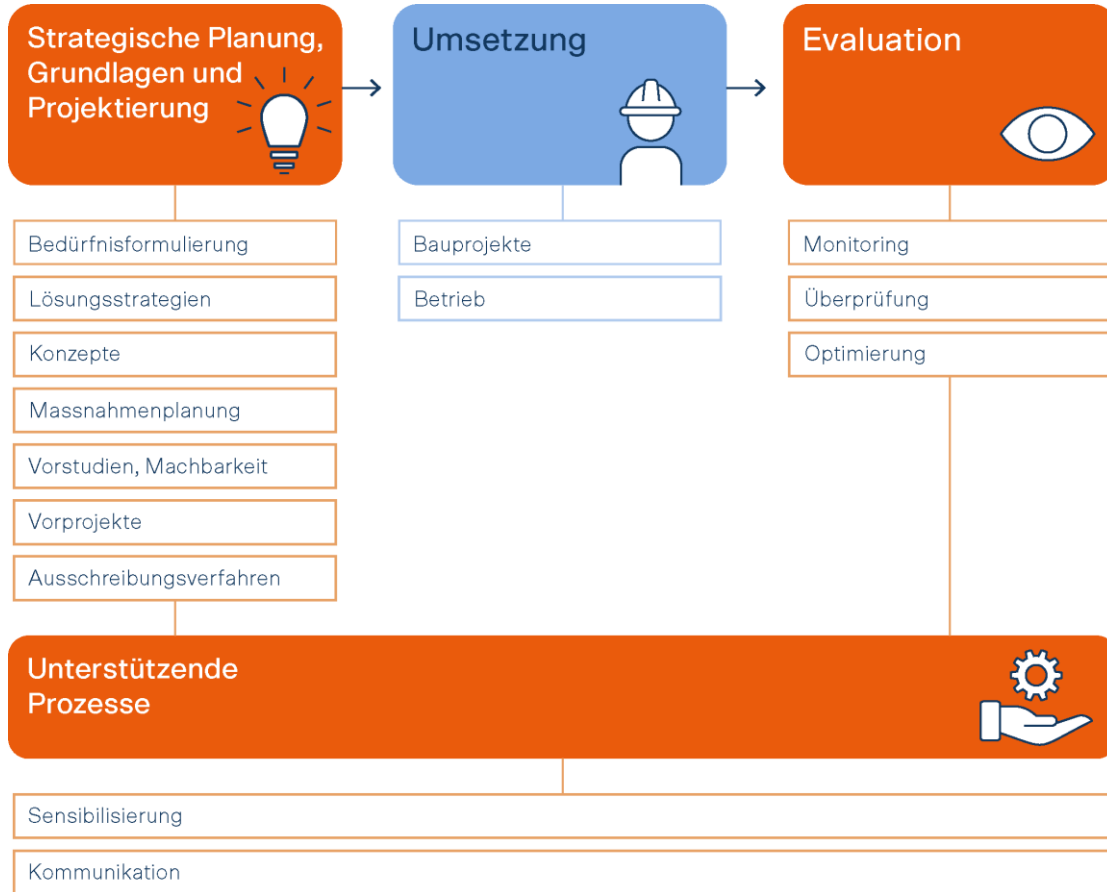 Strategische Planung,
Grundlagen und
Projektierung
Bedürfnisformulierung
Lösungsstrategien
Konzepte
Massnahmenplanung
Vorstudien, Machbarkeit
Vorprojekte
Ausschreibungsverfahren
Umsetzung
Bauprojekte
Betrieb
Evaluation
Monitoring
Überprüfung
Optimierung
Unterstützende
Prozesse
Sensibilisierung
Kommunikation